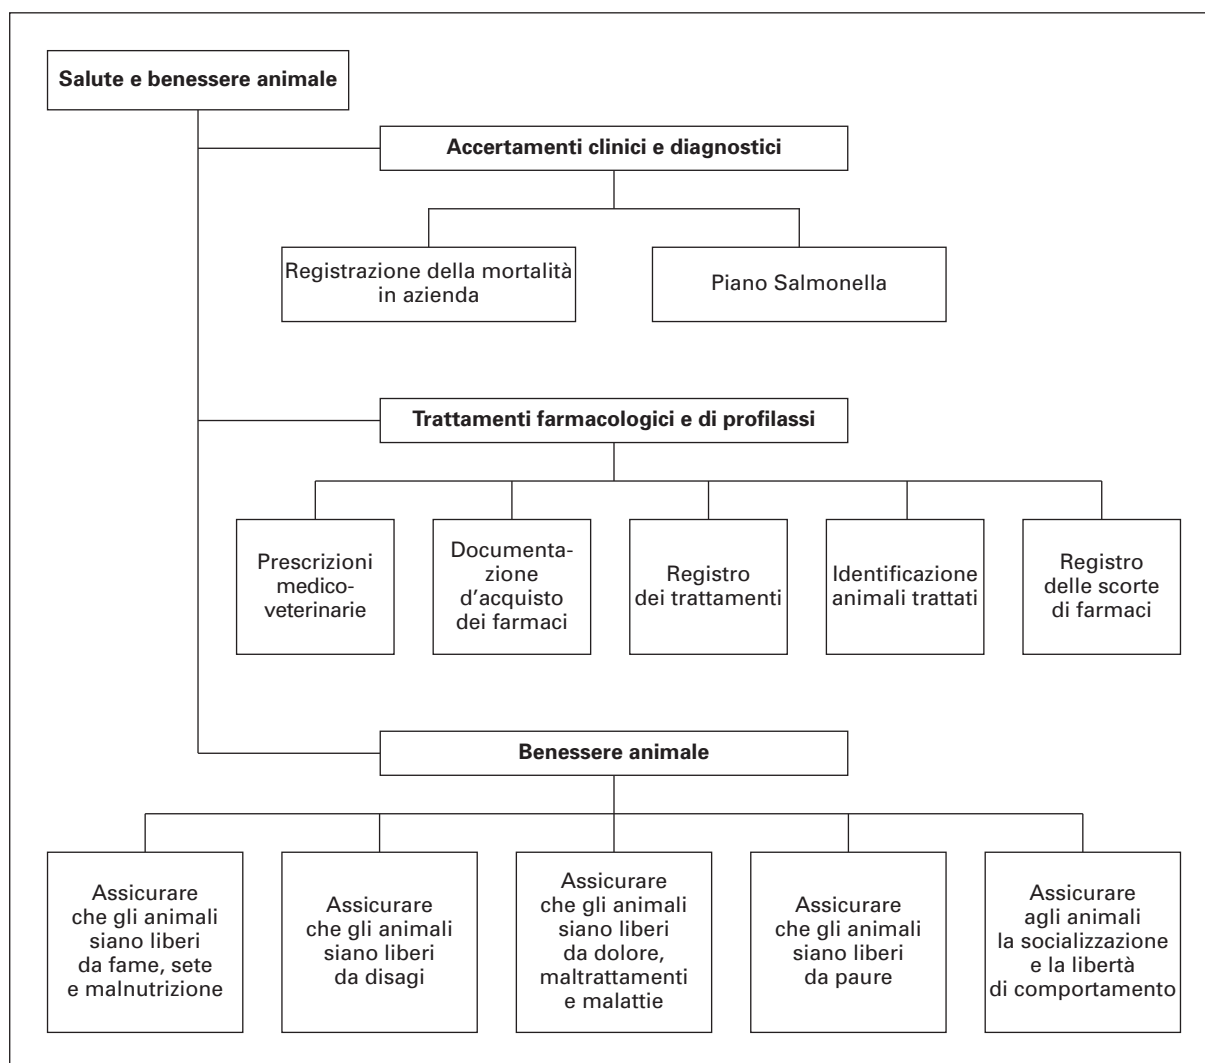 Salute e benessere animale
Accertamenti clinici e diagnostici
Registrazione della mortalità
in azienda
Piano Salmonella
Trattamenti farmacologici e di profilassi
Prescrizioni
medico-
veterinarie
Documenta-
zione
d'acquisto
dei farmaci
Registro
dei trattamenti
Identificazione
animali trattati
Registro
delle scorte
di farmaci
Benessere animale
Assicurare
che gli animali
siano liberi
da fame, sete
e malnutrizione
Assicurare
che gli animali
siano liberi
da disagi
Assicurare
che gli animali
siano liberi
da dolore,
maltrattamenti
e malattie
Assicurare
che gli animali
siano liberi
da paure
Assicurare
agli animali
la socializzazione
e la libertà
di comportamento